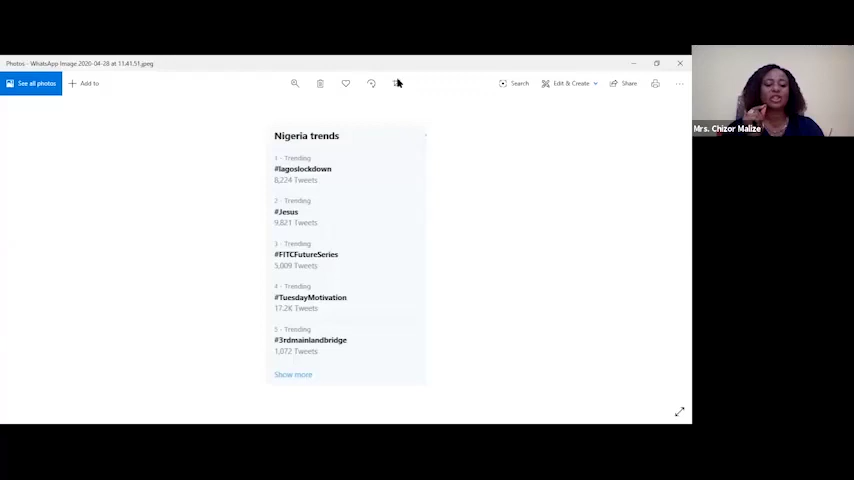 Photos - WhatsApp Image 2020-04-28 at 11.41.51.jpeg
See all photos
Add to
Search
Edit & Create
Share
Mrs. Chizor Malize
Nigeria trends
1 - Trending
#lagoslockdown
8,224 Tweets
2 - Trending
#Jesus
9,821 Tweets
3 - Trending
#FITCFutureSeries
5,009 Tweets
4 - Trending
#TuesdayMotivation
17.2K Tweets
5 - Trending
#3rdmainlandbridge
1,072 Tweets
Show more